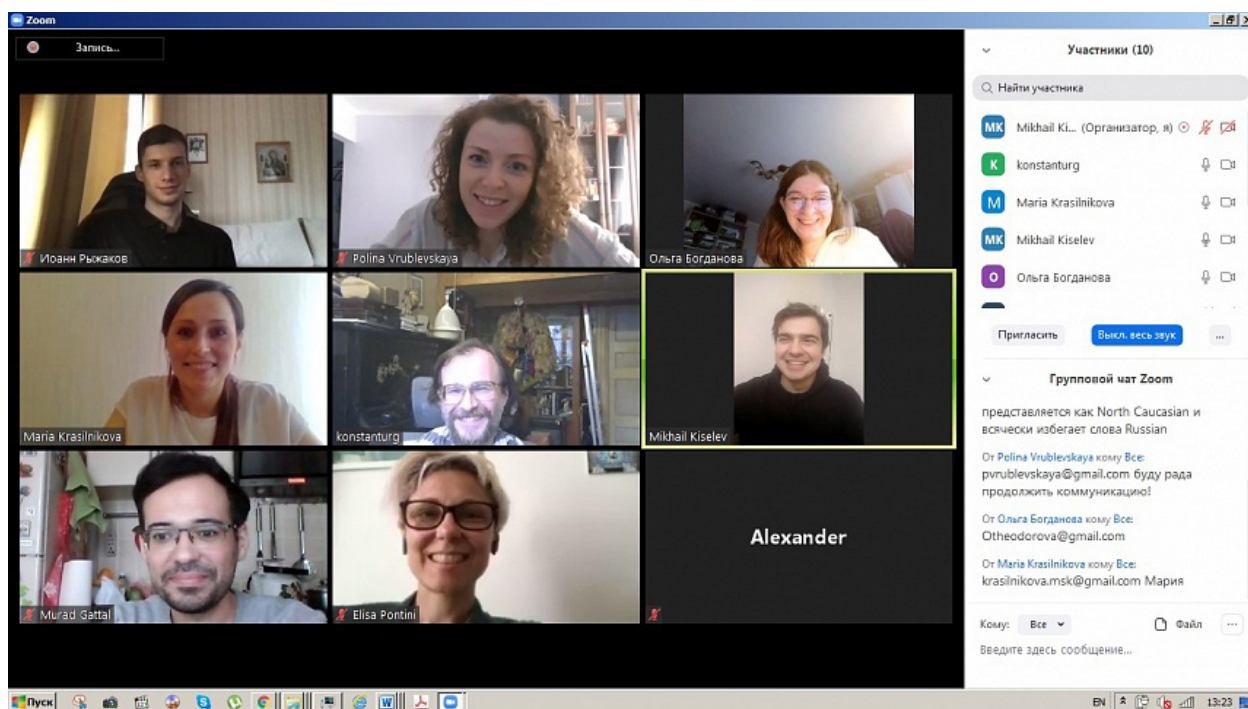 Zoom
Запись...
Иоанн Рыжаков
Polina Vrublevskaya
Ольга Богданова
Maria Krasilnikova
konstanturg
Mikhail Kiselev
Murad Gattal
Elisa Pontini
Alexander
Участники (10)
Найти участника
MK Mikhail Ki... (Организатор, я)
K konstanturg
M Maria Krasilnikova
MK Mikhail Kiselev
О Ольга Богданова
Пригласить Выкл. весь звук ...
Групповой чат Zoom
представляется как North Caucasian и
всячески избегает слова Russian
От Polina Vrublevskaya кому Все:
pvrublevskaya@gmail.com буду рада
продолжить коммуникацию!
От Ольга Богданова кому Все:
Otheodorova@gmail.com
От Maria Krasilnikova кому Все:
krasilnikova.msk@gmail.com Мария
Кому: Все Файл ...
Введите здесь сообщение...
Пуск EN 13:23